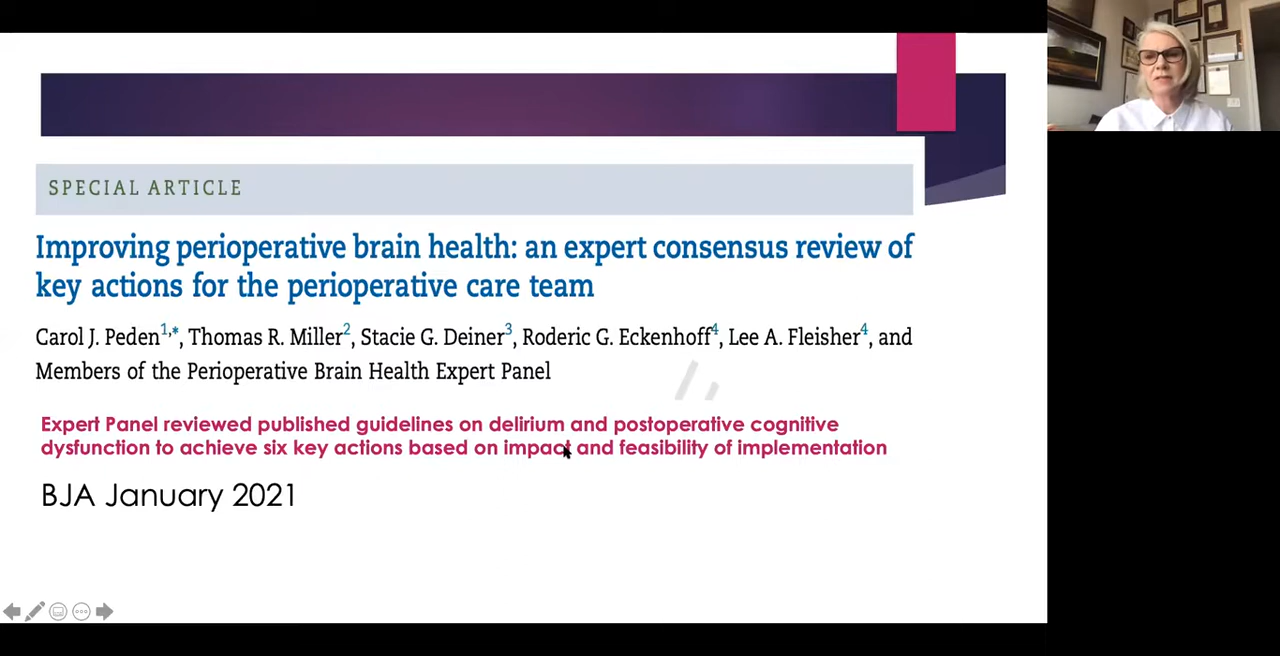 SPECIAL ARTICLE
Improving perioperative brain health: an expert consensus review of
key actions for the perioperative care team
Carol J. Peden1,*, Thomas R. Miller2, Stacie G. Deiner3, Roderic G. Eckenhoff4, Lee A. Fleisher4, and
Members of the Perioperative Brain Health Expert Panel
Expert Panel reviewed published guidelines on delirium and postoperative cognitive
dysfunction to achieve six key actions based on impact and feasibility of implementation
BJA January 2021